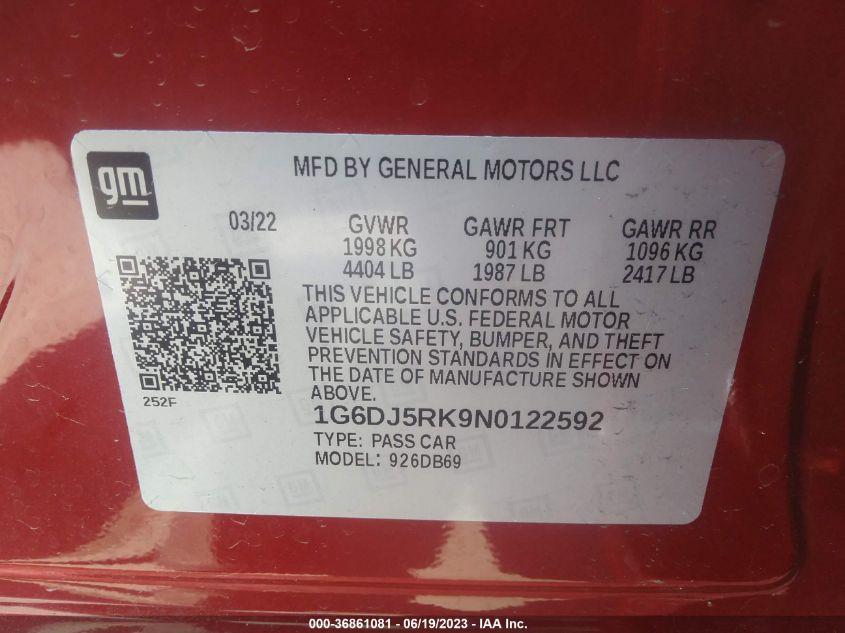 gm
MFD BY GENERAL MOTORS LLC
03/22 GVWR GAWR FRT GAWR RR
1998 KG 901 KG 1096 KG
4404 LB 1987 LB 2417 LB
THIS VEHICLE CONFORMS TO ALL
APPLICABLE U.S. FEDERAL MOTOR
VEHICLE SAFETY, BUMPER, AND THEFT
PREVENTION STANDARDS IN EFFECT ON
THE DATE OF MANUFACTURE SHOWN
ABOVE.
252F
1G6DJ5RK9N0122592
TYPE: PASS CAR
MODEL: 926DB69
000-36861081 - 06/19/2023 - IAA Inc.